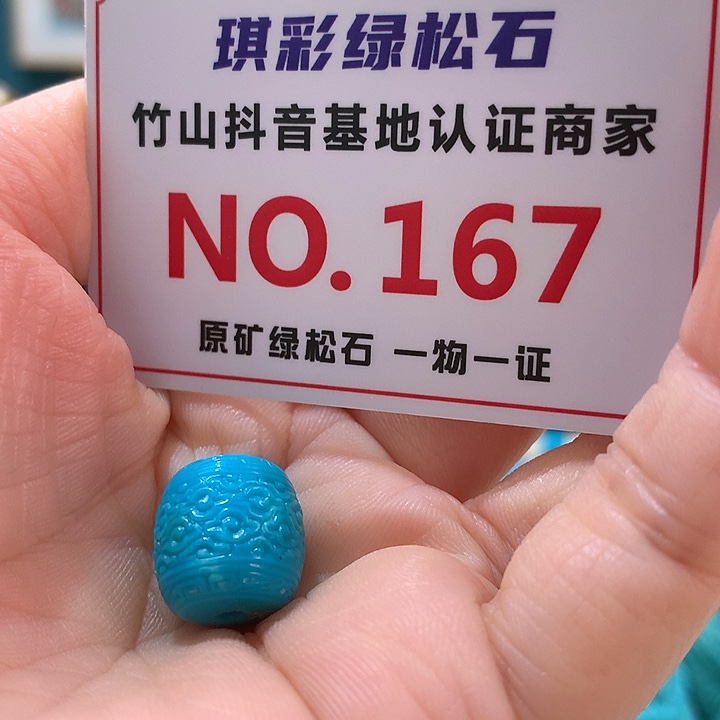 琪彩绿松石
竹山抖音基地认证商家
NO.167
原矿绿松石 一物一证